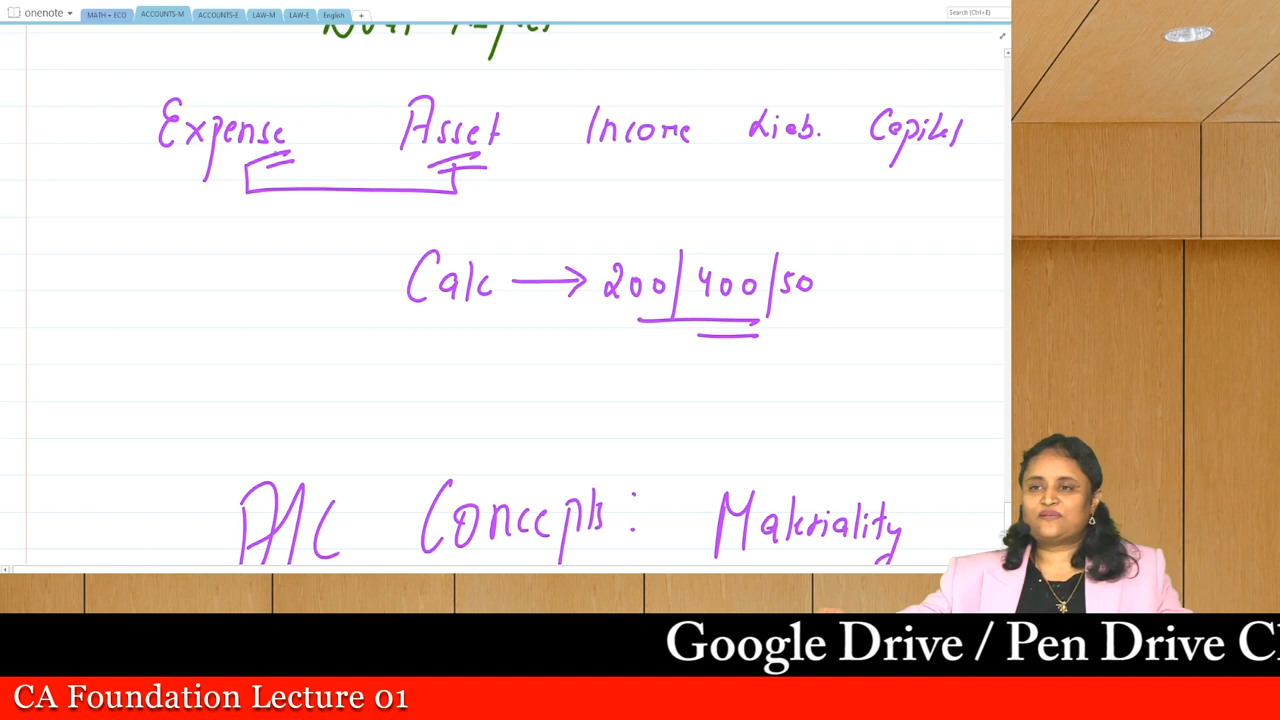 onenote MATH + ECO ACCOUNTS-M ACCOUNTS-E LAW-M LAW-E English + Search (Ctrl+E)
Expense Asset Income Liab. Capital
Calc → 200/400/50
A/C Concepts: Materiality
Google Drive / Pen Drive Cl
CA Foundation Lecture 01